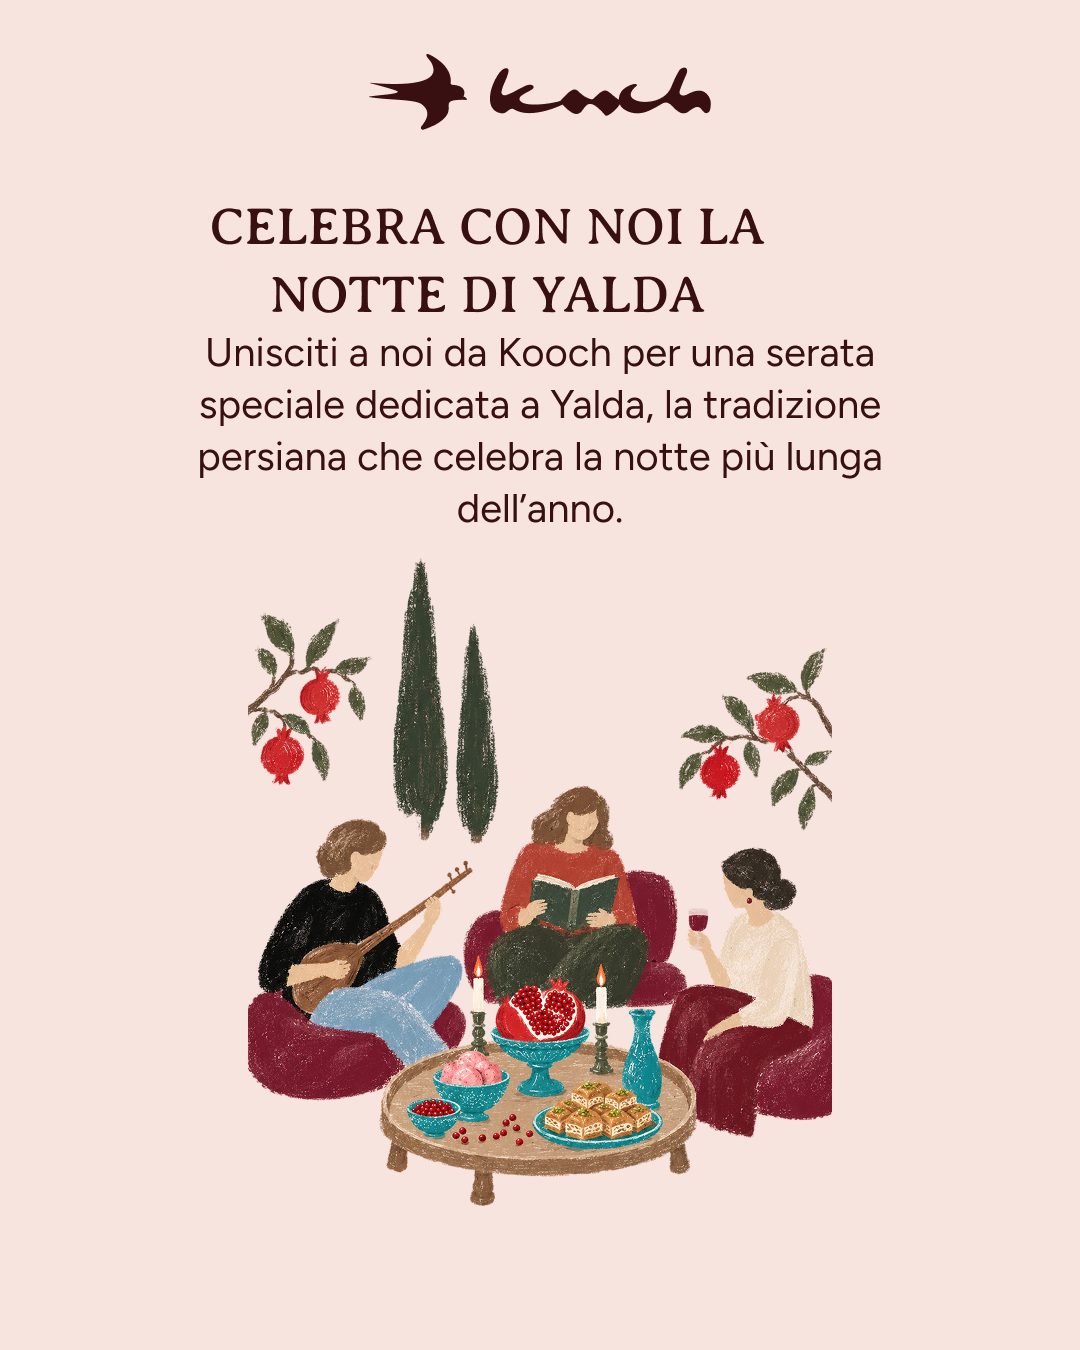 kooch
CELEBRA CON NOI LA
NOTTE DI YALDA
Unisciti a noi da Kooch per una serata
speciale dedicata a Yalda, la tradizione
persiana che celebra la notte più lunga
dell’anno.